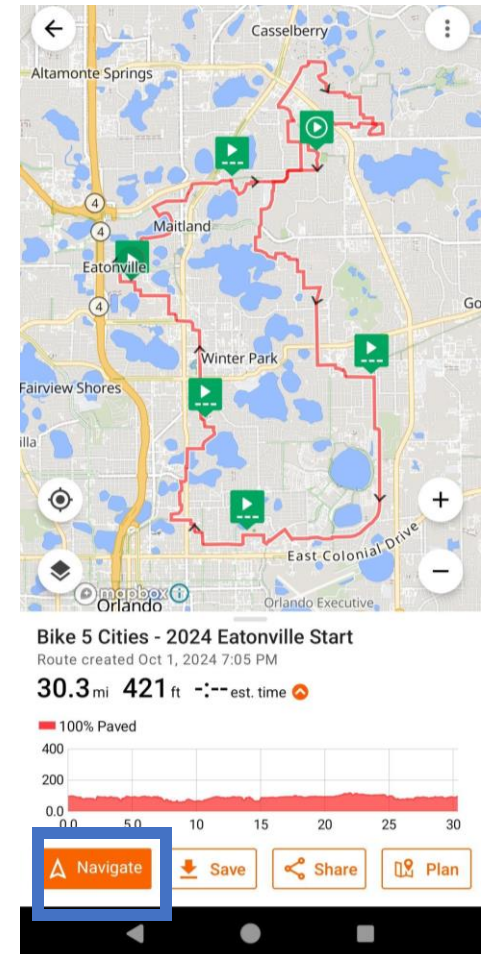 Casselberry
Altamonte Springs
4
Maitland
4
Eatonville
4
Go
Winter Park
Fairview Shores
illa
East Colonial Drive
mapbox
Orlando
Orlando Executive
Bike 5 Cities - 2024 Eatonville Start
Route created Oct 1, 2024 7:05 PM
30.3 mi 421 ft -:-- est. time
100% Paved
400
200
0.0
0.0 5.0 10 15 20 25 30
Navigate Save Share Plan